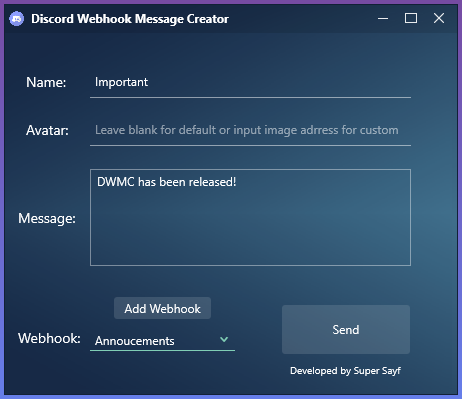 Discord Webhook Message Creator
Name: Important
Avatar: Leave blank for default or input image adrress for custom
DWMC has been released!
Message:
Add Webhook
Webhook: Annoucements
Send
Developed by Super Sayf